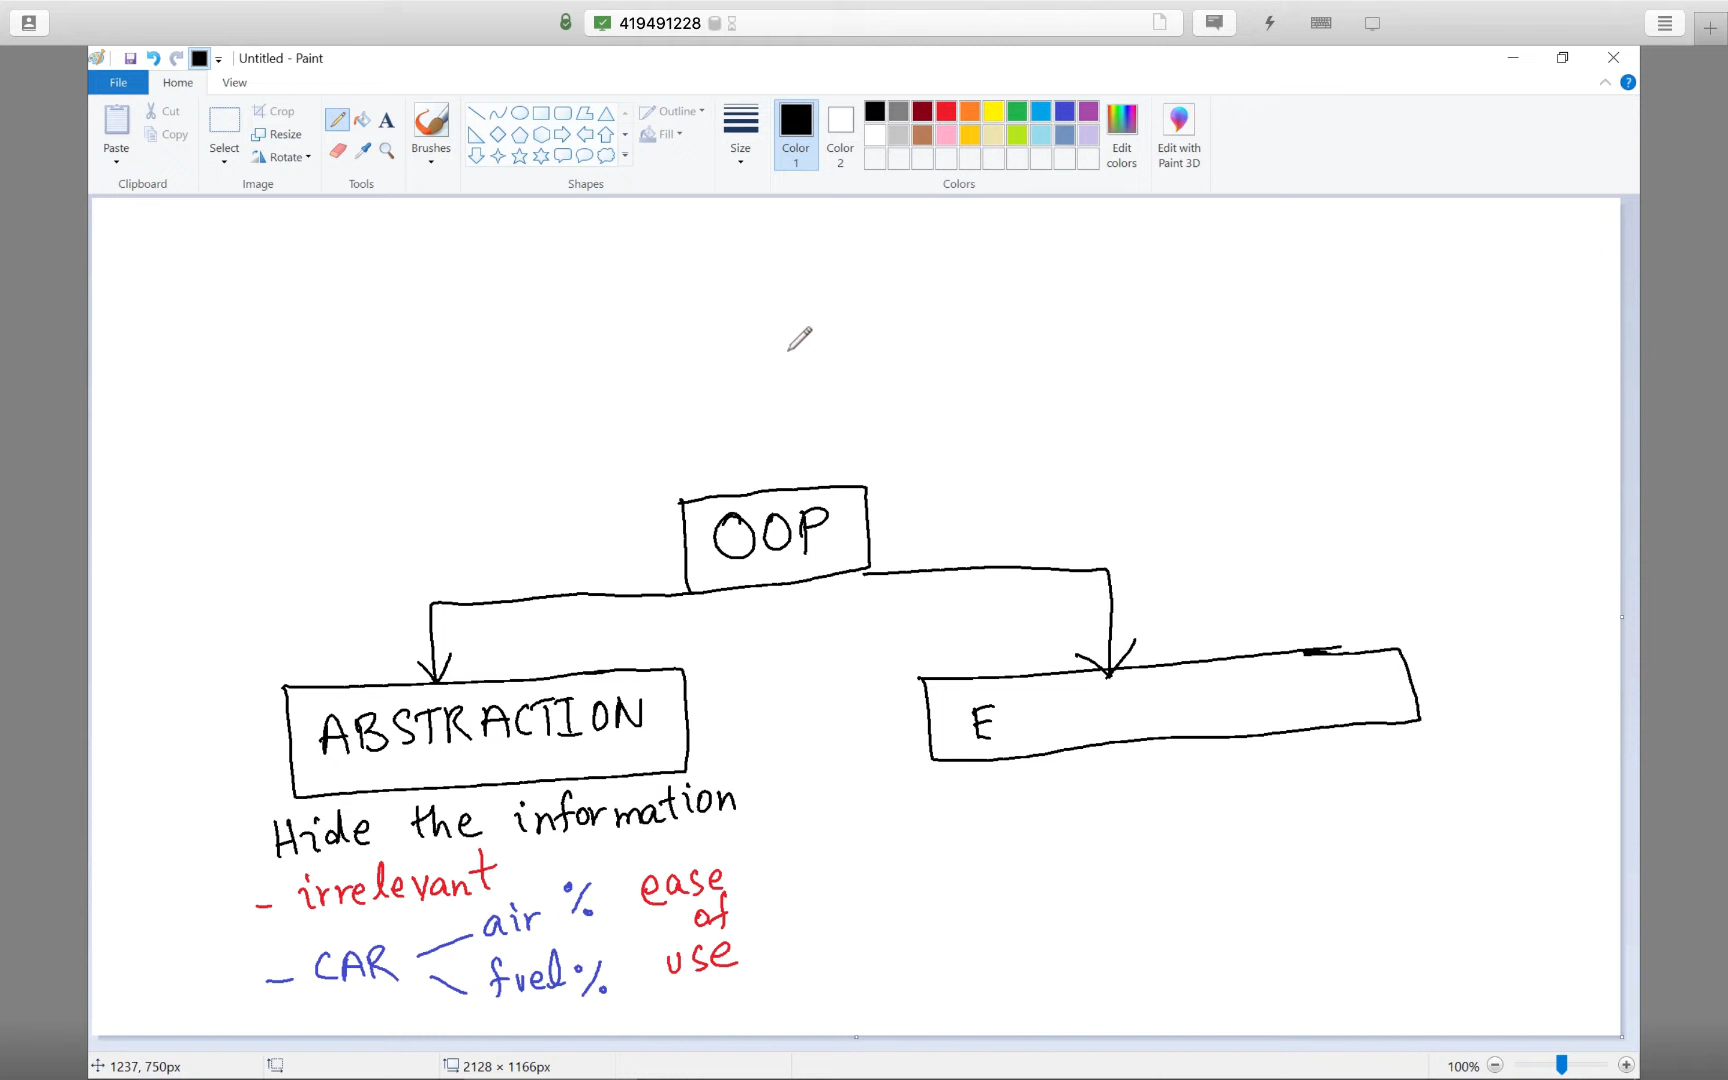 419491228
Untitled - Paint
File Home View
Cut
Copy
Paste
Clipboard
Crop
Resize
Rotate
Select
Image
A
Tools
Brushes
Outline
Fill
Shapes
Size
Color 1
Color 2
Edit colors
Colors
Edit with Paint 3D
OOP
ABSTRACTION
E
Hide the information
- irrelevant
- CAR
air %
fuel %
ease
of
use
1237, 750px
2128 × 1166px
100%